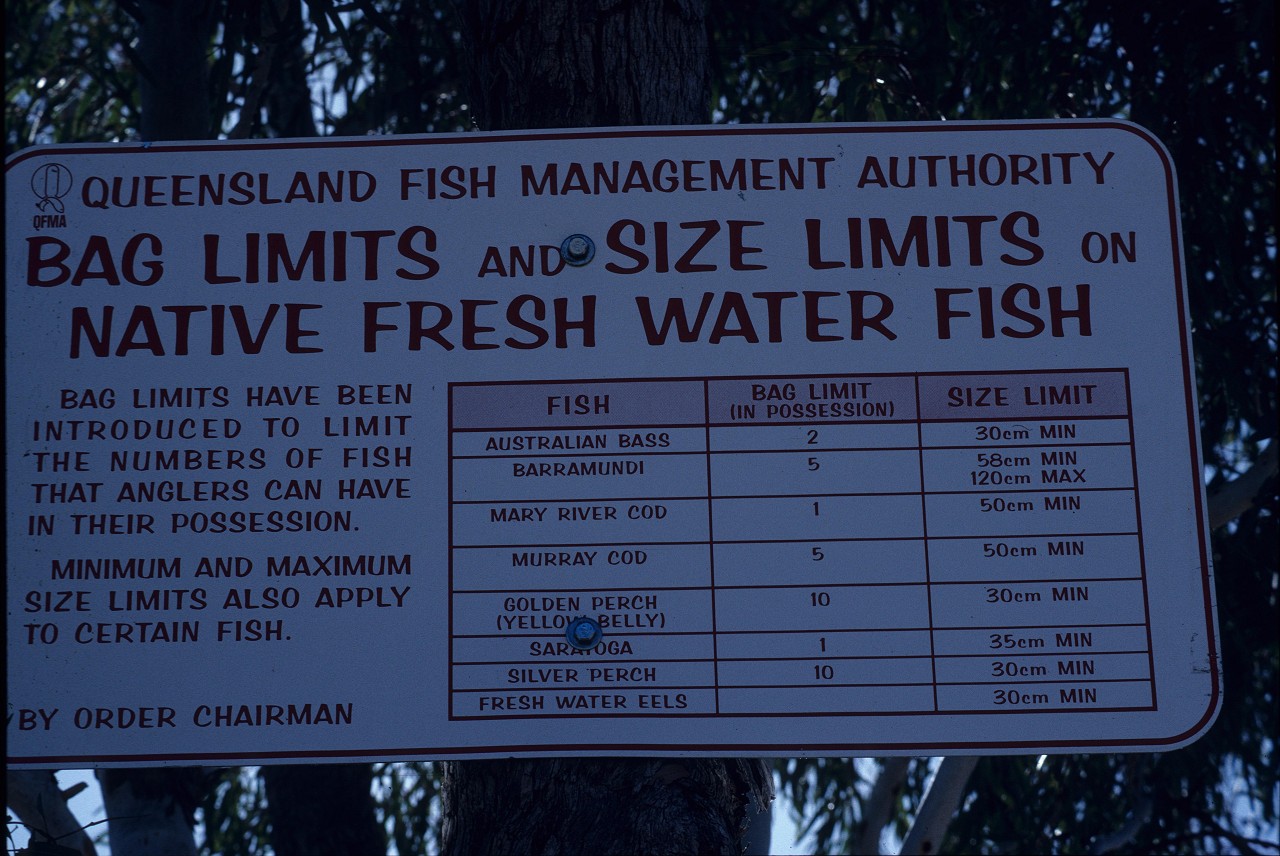 QFMA
QUEENSLAND FISH MANAGEMENT AUTHORITY
BAG LIMITS AND SIZE LIMITS ON
NATIVE FRESH WATER FISH
BAG LIMITS HAVE BEEN
INTRODUCED TO LIMIT
THE NUMBERS OF FISH
THAT ANGLERS CAN HAVE
IN THEIR POSSESSION.
MINIMUM AND MAXIMUM
SIZE LIMITS ALSO APPLY
TO CERTAIN FISH.
BY ORDER CHAIRMAN
FISH BAG LIMIT (IN POSSESSION) SIZE LIMIT
AUSTRALIAN BASS 2 30cm MIN
BARRAMUNDI 5 58cm MIN
120cm MAX
MARY RIVER COD 1 50cm MIN
MURRAY COD 5 50cm MIN
GOLDEN PERCH 10 30cm MIN
(YELLOW BELLY)
SARATOGA 1 35cm MIN
SILVER PERCH 10 30cm MIN
FRESH WATER EELS 30cm MIN